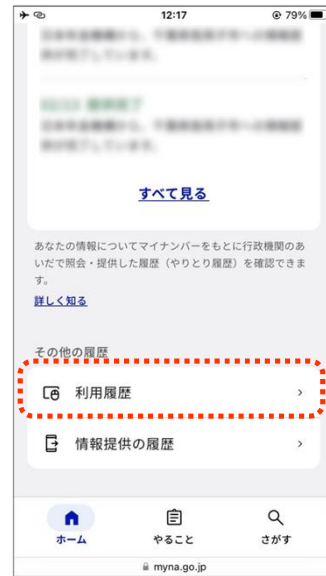 12:17
79%
すべて見る
あなたの情報についてマイナンバーをもとに行政機関のあ
いだで照会・提供した履歴（やりとり履歴）を確認できま
す。
詳しく知る
その他の履歴
利用履歴
情報提供の履歴
ホーム
やること
さがす
myna.go.jp